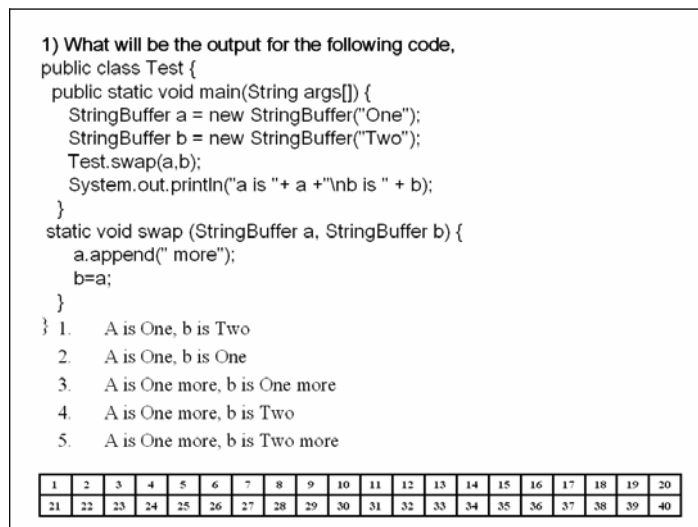 1) What will be the output for the following code,
public class Test {
public static void main(String args[]) {
StringBuffer a = new StringBuffer("One");
StringBuffer b = new StringBuffer("Two");
Test.swap(a,b);
System.out.println("a is "+ a +"\nb is " + b);
}
static void swap (StringBuffer a, StringBuffer b) {
a.append(" more");
b=a;
}
} 1. A is One, b is Two
2. A is One, b is One
3. A is One more, b is One more
4. A is One more, b is Two
5. A is One more, b is Two more
1 2 3 4 5 6 7 8 9 10 11 12 13 14 15 16 17 18 19 20
21 22 23 24 25 26 27 28 29 30 31 32 33 34 35 36 37 38 39 40